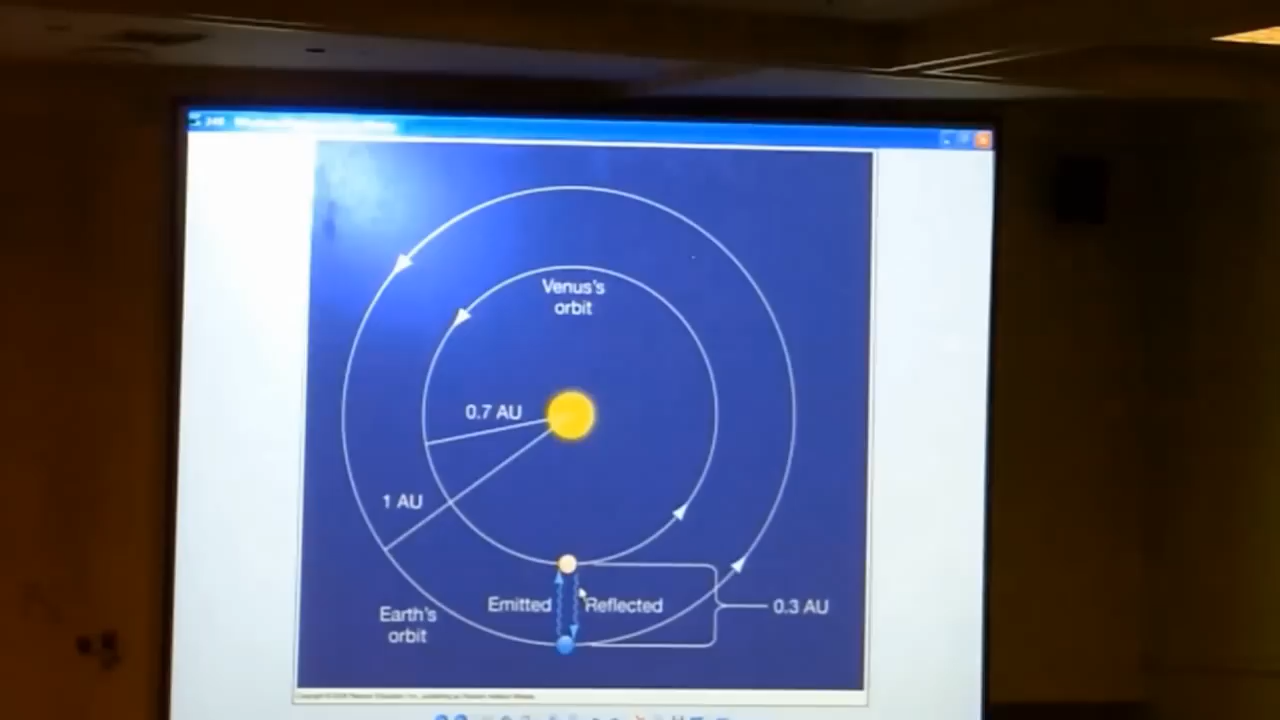 Venus's
orbit
0.7 AU
1 AU
Emitted
Reflected
0.3 AU
Earth's
orbit